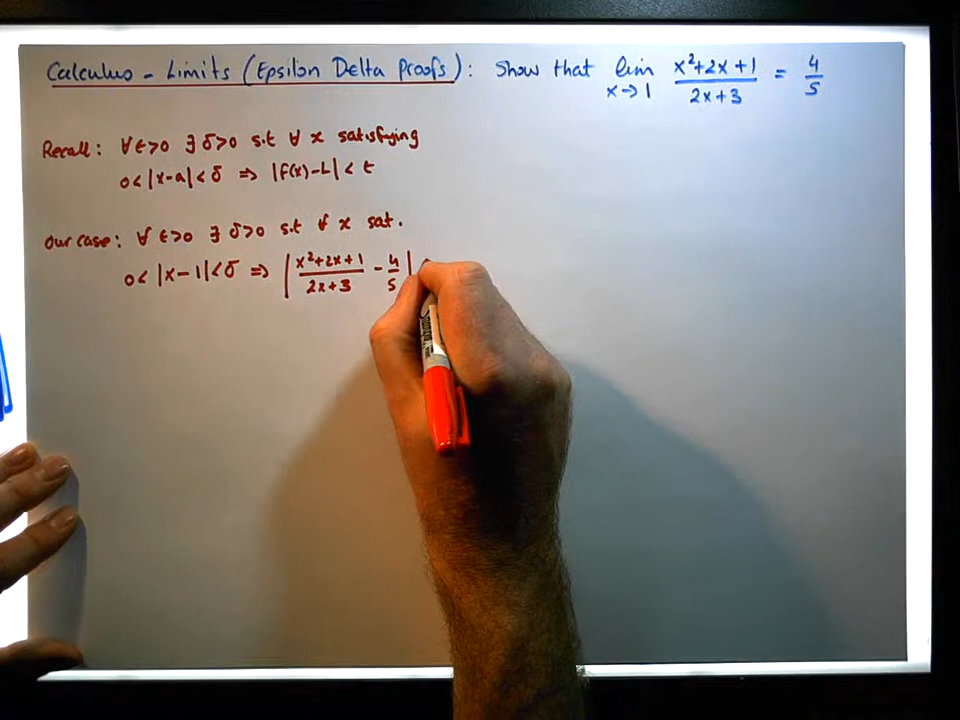 Calculus - Limits (Epsilon Delta Proofs): Show that lim x→1 x²+2x+1 / 2x+3 = 4/5
Recall: ∀ ε>0 ∃ δ>0 s.t ∀ x satisfying
0<|x-a|<δ ⇒ |f(x)-L| < ε
Our case: ∀ ε>0 ∃ δ>0 s.t ∀ x sat.
0< |x-1|<δ ⇒ | x²+2x+1 / 2x+3 - 4/5 |